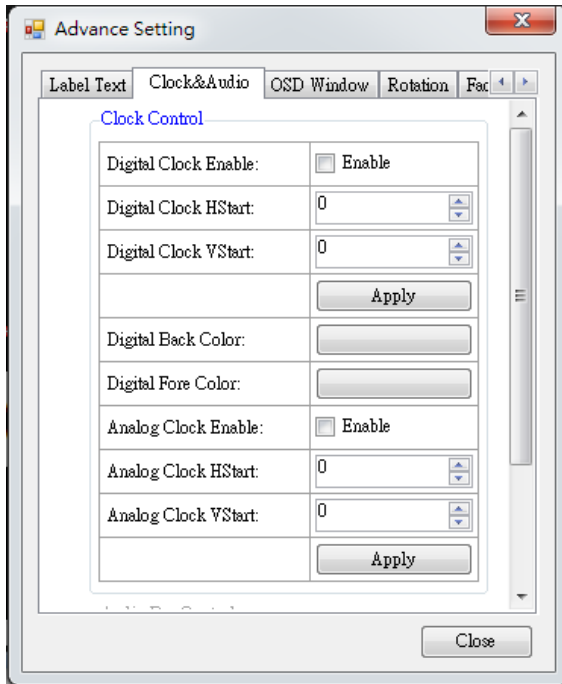 Advance Setting
Label Text Clock&Audio OSD Window Rotation Fac
Clock Control
Digital Clock Enable: Enable
Digital Clock HStart: 0
Digital Clock VStart: 0
Apply
Digital Back Color:
Digital Fore Color:
Analog Clock Enable: Enable
Analog Clock HStart: 0
Analog Clock VStart: 0
Apply
Close